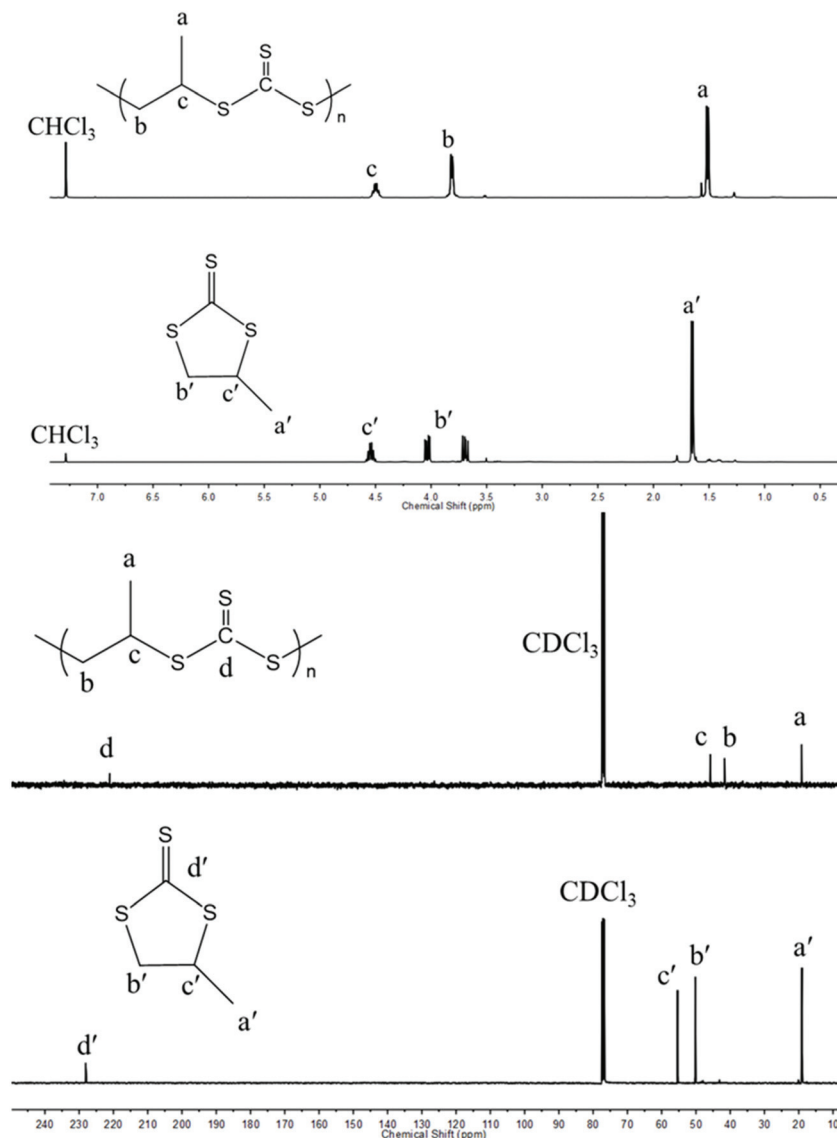 a
S
b
c
S
S
n
CHCl3
c
b
a
S
S
S
b′
c′
a′
CHCl3
c′
b′
a′
7.0 6.5 6.0 5.5 5.0 4.5 4.0 3.5 3.0 2.5 2.0 1.5 1.0 0.5
Chemical Shift (ppm)
a
S
C
b
c
S
d
S
n
CDCl3
d
c
b
a
S
d′
S
S
b′
c′
a′
CDCl3
d′
c′
b′
a′
240 230 220 210 200 190 180 170 160 150 140 130 120 110 100 90 80 70 60 50 40 30 20 10
Chemical Shift (ppm)